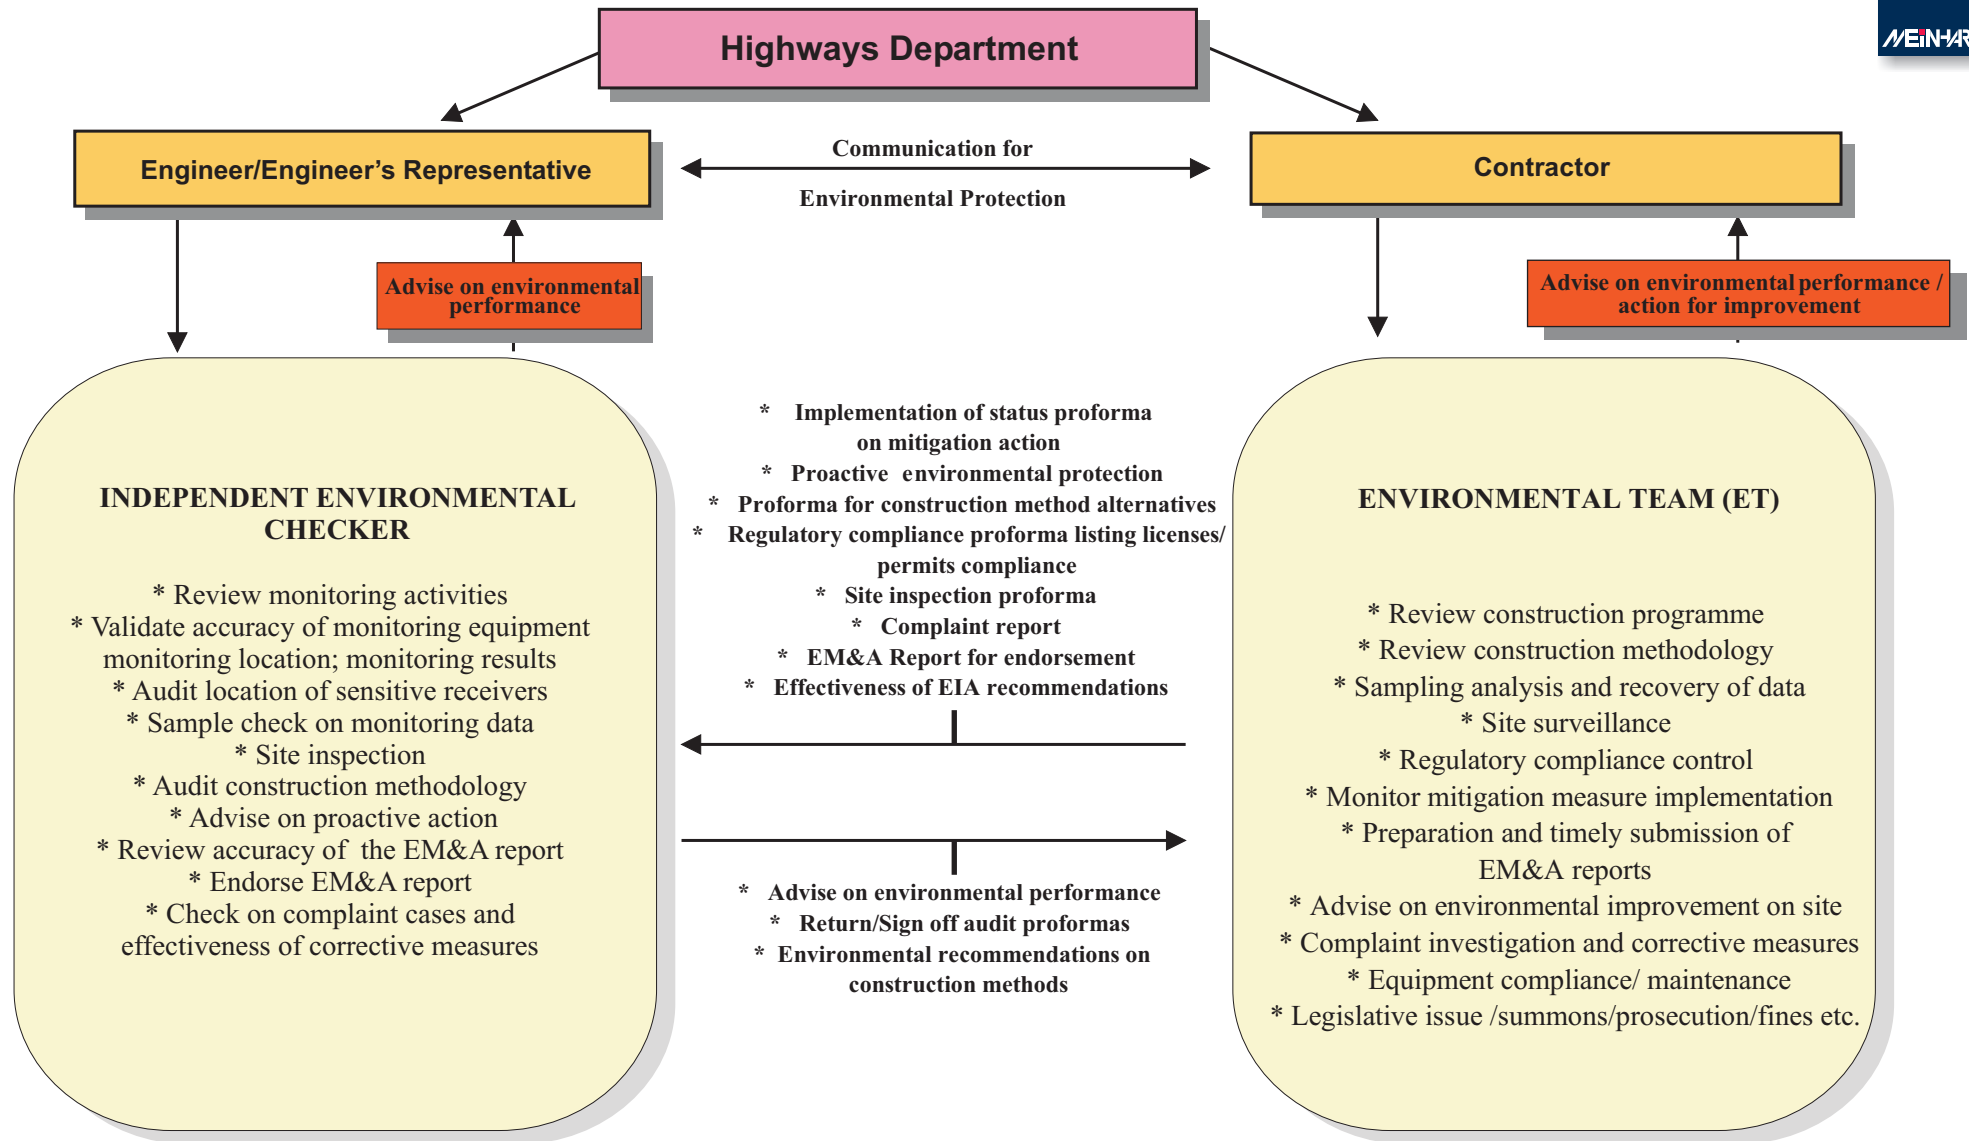 Highways Department
MEINHAR
Engineer/Engineer’s Representative
Communication for
Environmental Protection
Contractor
Advise on environmental
performance
Advise on environmental performance /
action for improvement
INDEPENDENT ENVIRONMENTAL
CHECKER
* Review monitoring activities
* Validate accuracy of monitoring equipment
monitoring location; monitoring results
* Audit location of sensitive receivers
* Sample check on monitoring data
* Site inspection
* Audit construction methodology
* Advise on proactive action
* Review accuracy of the EM&A report
* Endorse EM&A report
* Check on complaint cases and
effectiveness of corrective measures
* Implementation of status proforma
on mitigation action
* Proactive environmental protection
* Proforma for construction method alternatives
* Regulatory compliance proforma listing licenses/
permits compliance
* Site inspection proforma
* Complaint report
* EM&A Report for endorsement
* Effectiveness of EIA recommendations
* Advise on environmental performance
* Return/Sign off audit proformas
* Environmental recommendations on
construction methods
ENVIRONMENTAL TEAM (ET)
* Review construction programme
* Review construction methodology
* Sampling analysis and recovery of data
* Site surveillance
* Regulatory compliance control
* Monitor mitigation measure implementation
* Preparation and timely submission of
EM&A reports
* Advise on environmental improvement on site
* Complaint investigation and corrective measures
* Equipment compliance/ maintenance
* Legislative issue /summons/prosecution/fines etc.